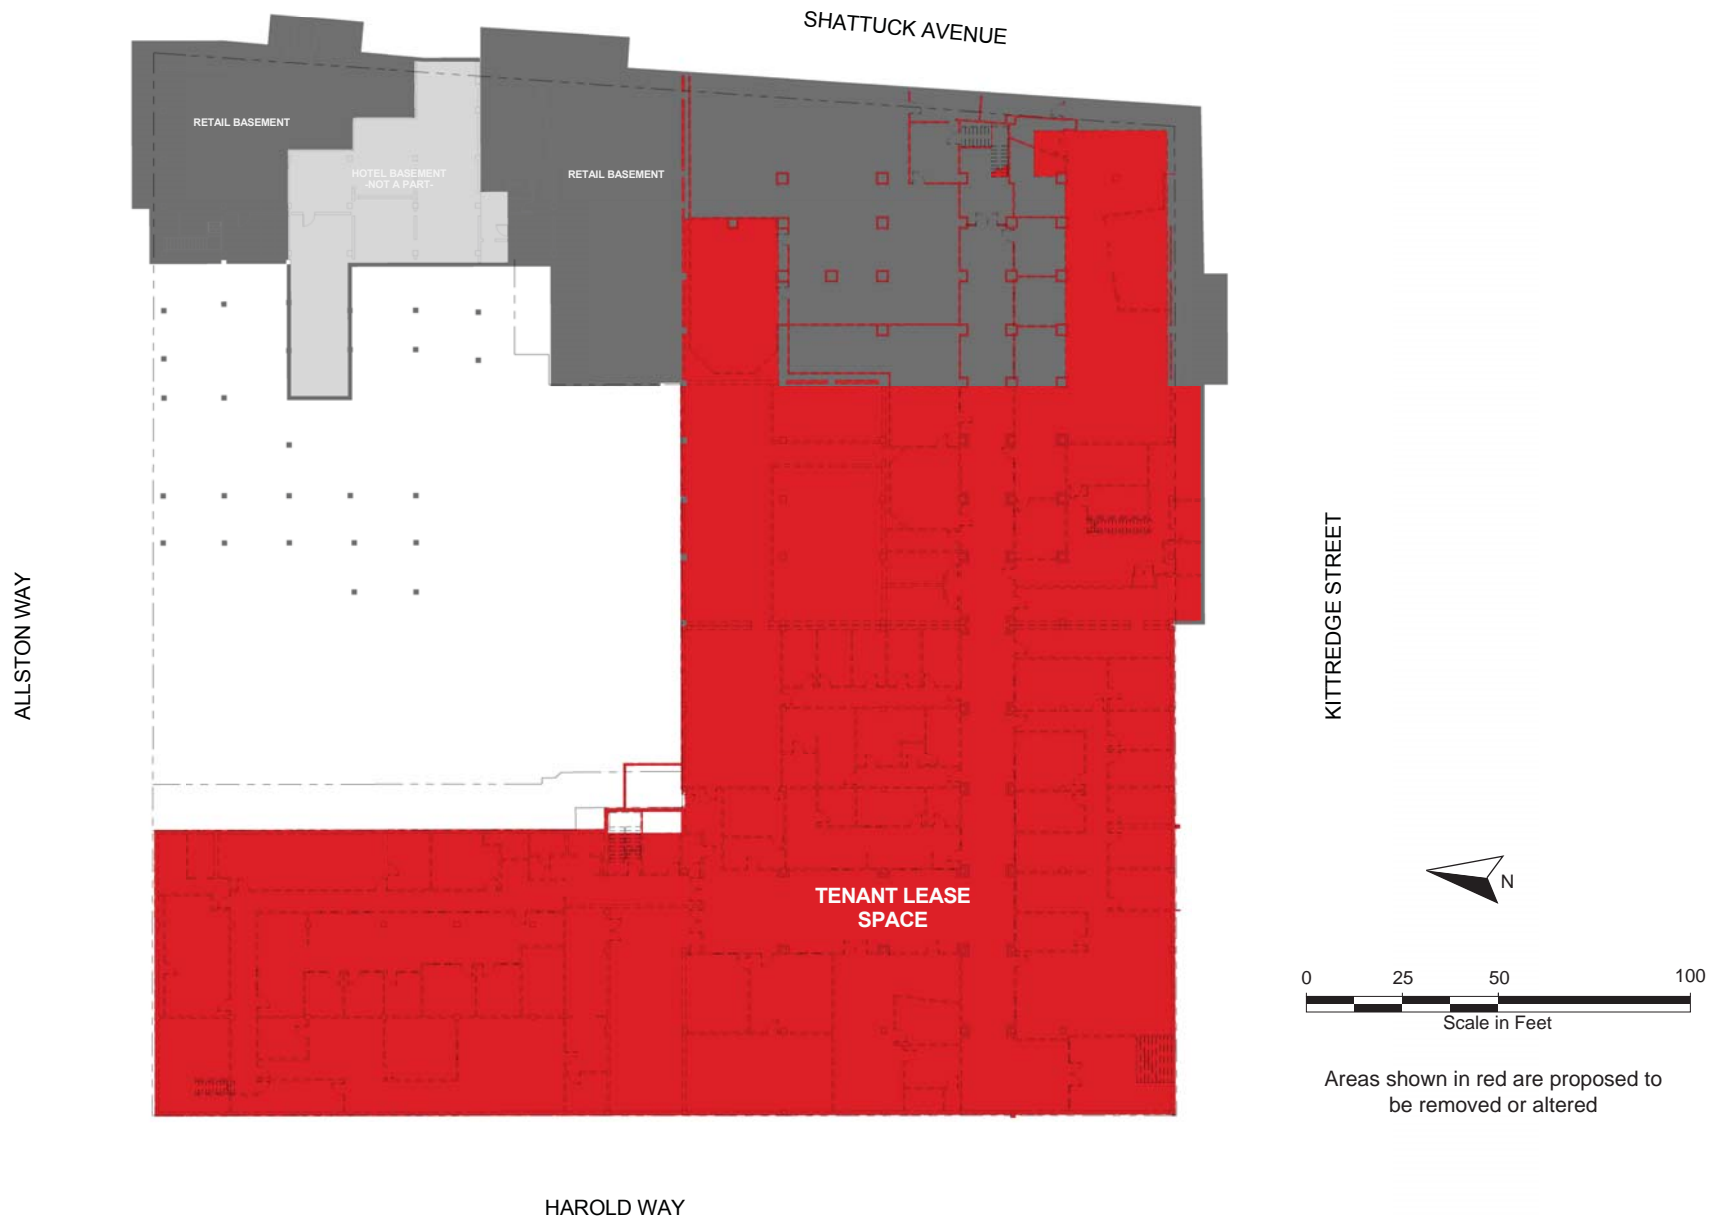 SHATTUCK AVENUE
RETAIL BASEMENT
HOTEL BASEMENT
-NOT A PART-
RETAIL BASEMENT
ALLSTON WAY
KITTREDGE STREET
TENANT LEASE
SPACE
N
0 25 50 100
Scale in Feet
Areas shown in red are proposed to
be removed or altered
HAROLD WAY